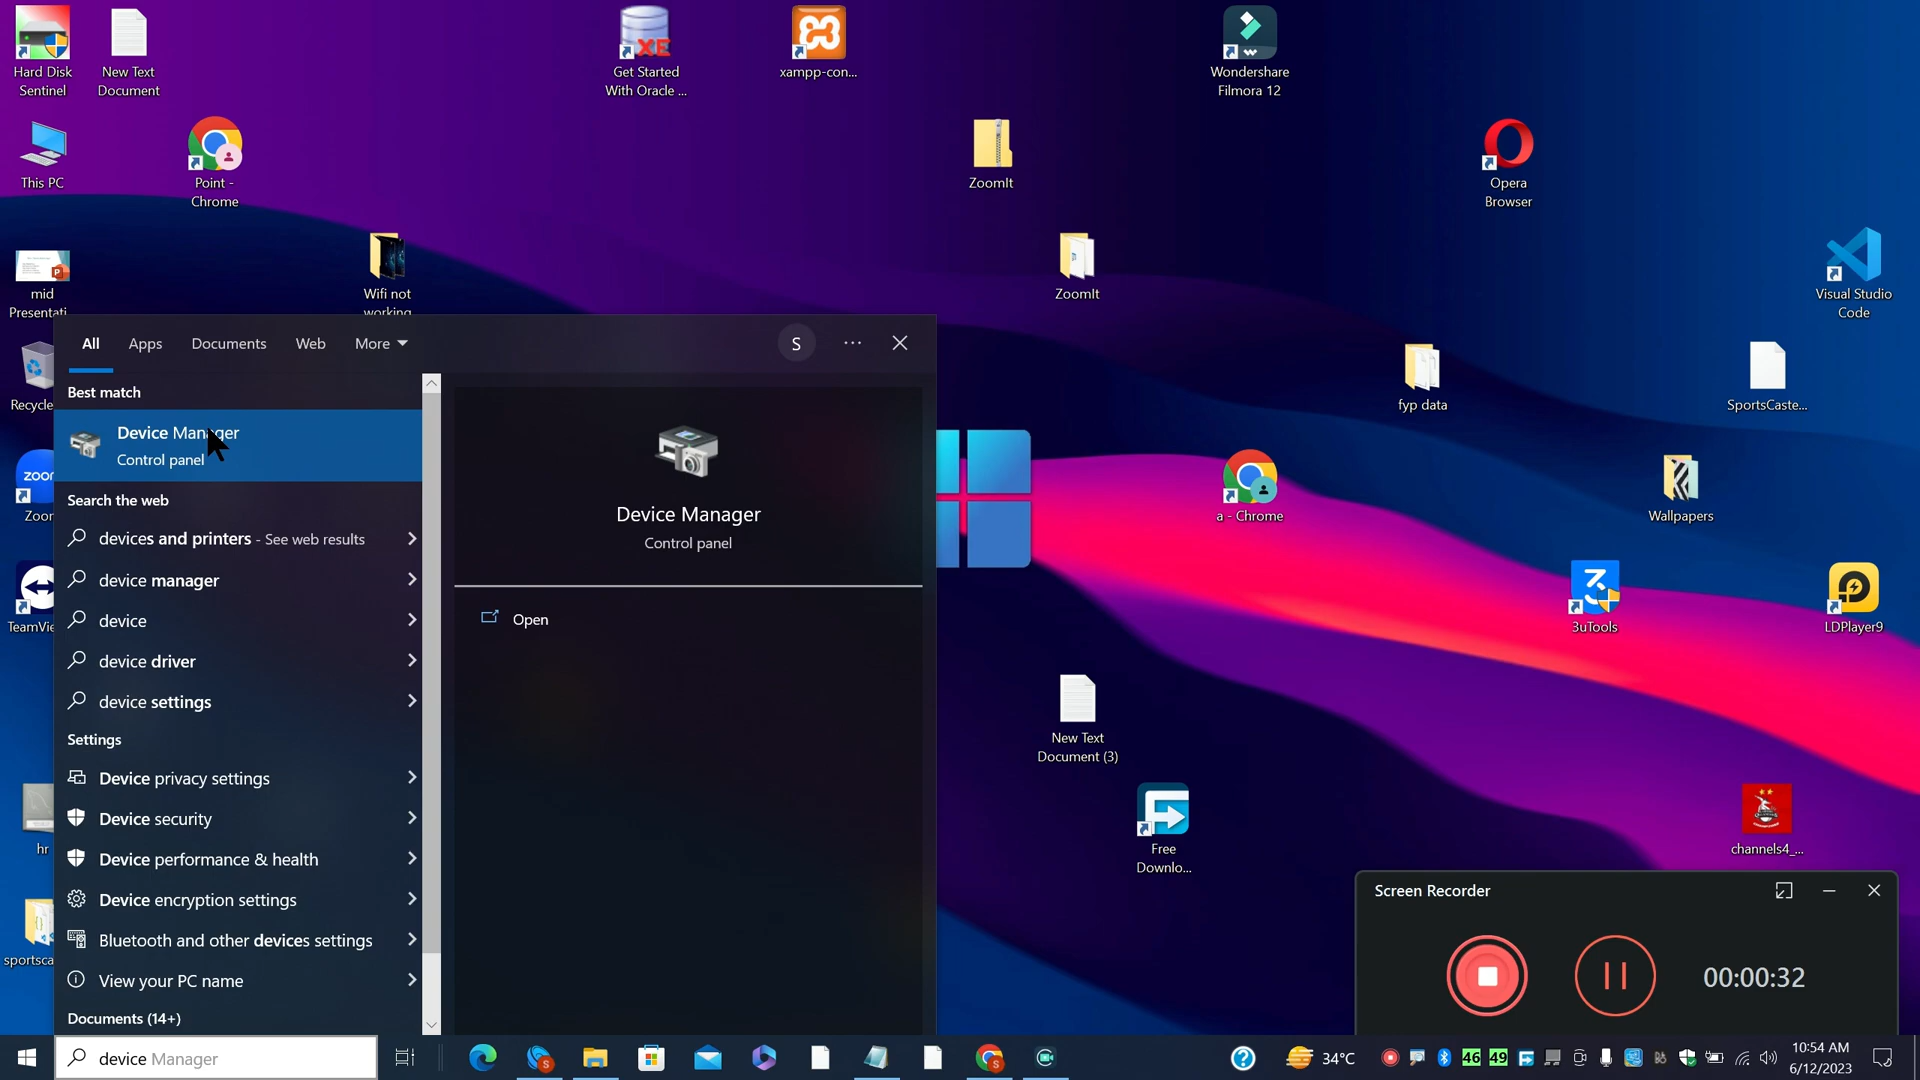 Hard Disk
Sentinel
New Text
Document
XE
Get Started
With Oracle ...
xampp-con...
Wondershare
Filmora 12
This PC
Point -
Chrome
ZoomIt
Opera
Browser
mid
Presentati...
Wifi not
working
ZoomIt
Visual Studio
Code
All
Apps
Documents
Web
More
S
Best match
Recycle
Device Manager
Control panel
Device Manager
Control panel
Search the web
devices and printers - See web results
device manager
device
device driver
device settings
Open
fyp data
SportsCaste...
zoom
Zoom
a - Chrome
Wallpapers
TeamVie
3uTools
LDPlayer9
Settings
Device privacy settings
Device security
Device performance & health
Device encryption settings
Bluetooth and other devices settings
View your PC name
Documents (14+)
New Text
Document (3)
hr
sportsca
Free
Downlo...
channels4_...
Screen Recorder
00:00:32
device Manager
34°C
46
49
10:54 AM
6/12/2023